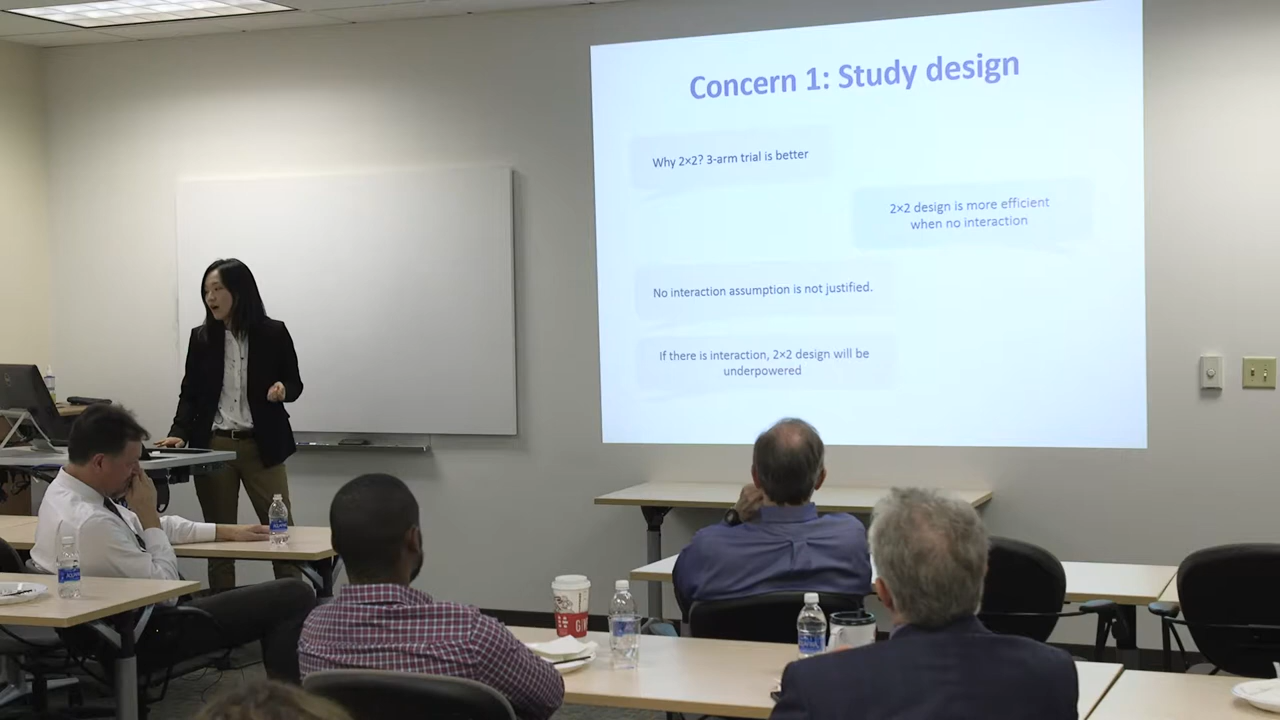 Concern 1: Study design
Why 2×2? 3-arm trial is better
2×2 design is more efficient
when no interaction
No interaction assumption is not justified.
If there is interaction, 2×2 design will be
underpowered